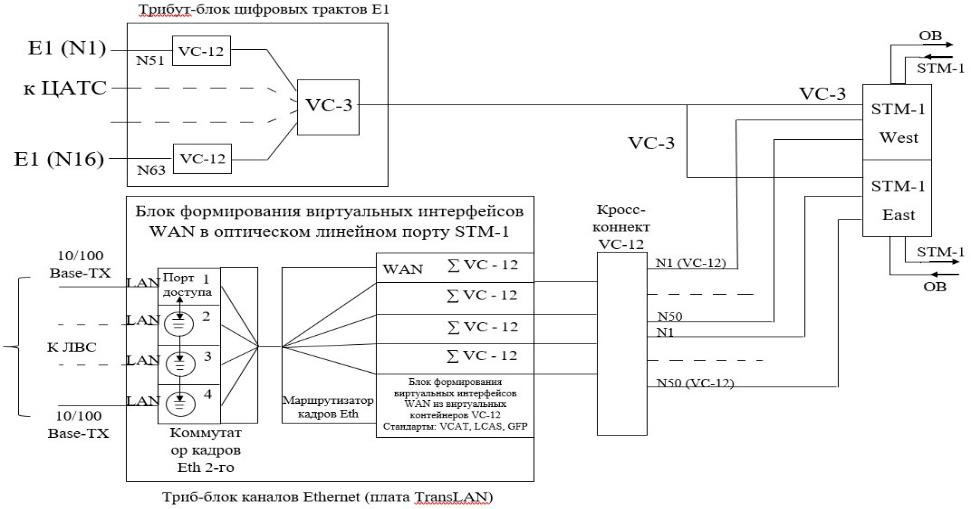 Трибут-блок цифровых трактов E1
E1 (N1)
N51
VC-12
к ЦАТС
VC-3
E1 (N16)
N63
VC-12
VC-3
VC-3
ОВ
STM-1
STM-1
West
STM-1
East
STM-1
ОВ
Блок формирования виртуальных интерфейсов
WAN в оптическом линейном порту STM-1
10/100
Base-TX
LAN
Порт
доступа
1
LAN
2
К ЛВС
LAN
3
LAN
4
10/100
Base-TX
Коммутат
ор кадров
Eth 2-го
Маршрутизатор
кадров Eth
WAN
∑ VC - 12
∑ VC - 12
∑ VC - 12
∑ VC - 12
Блок формирования
виртуальных интерфейсов
WAN из виртуальных
контейнеров VC-12
Стандарты: VCAT, LCAS, GFP
Кросс-
коннект
VC-12
N1 (VC-12)
N50
N1
N50 (VC-12)
Триб-блок каналов Ethernet (плата TransLAN)